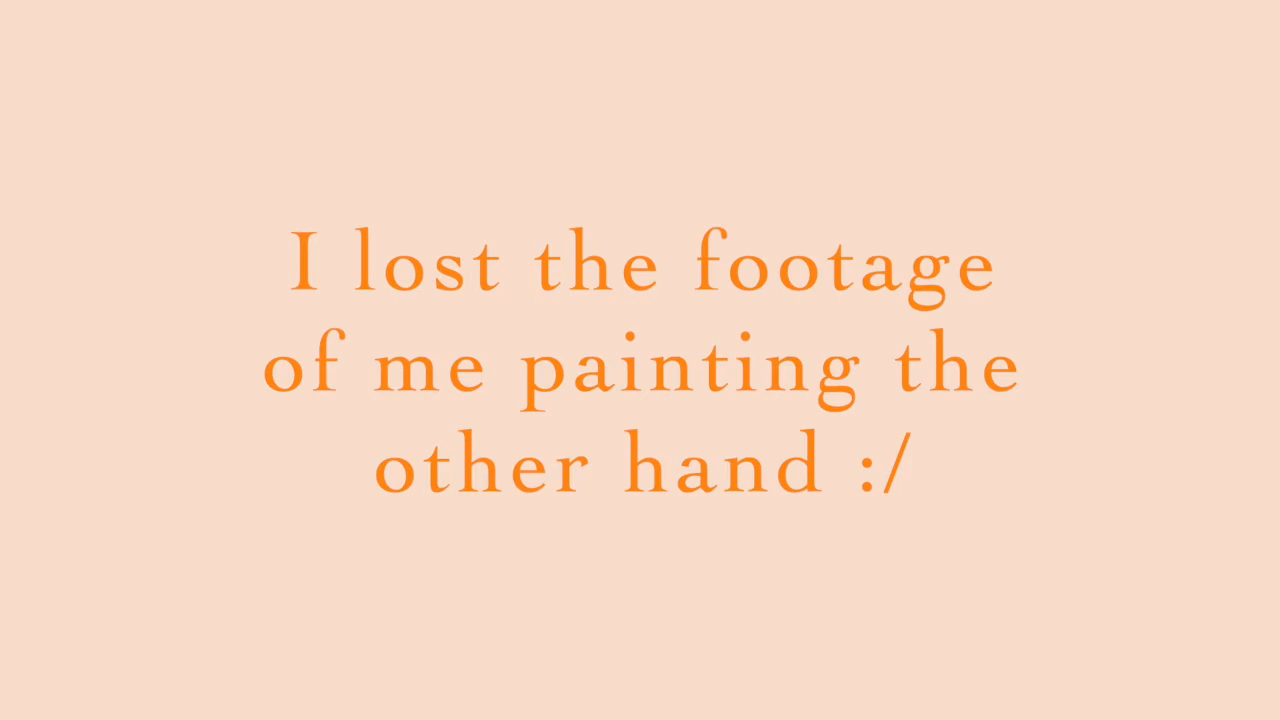 I lost the footage
of me painting the
other hand :/